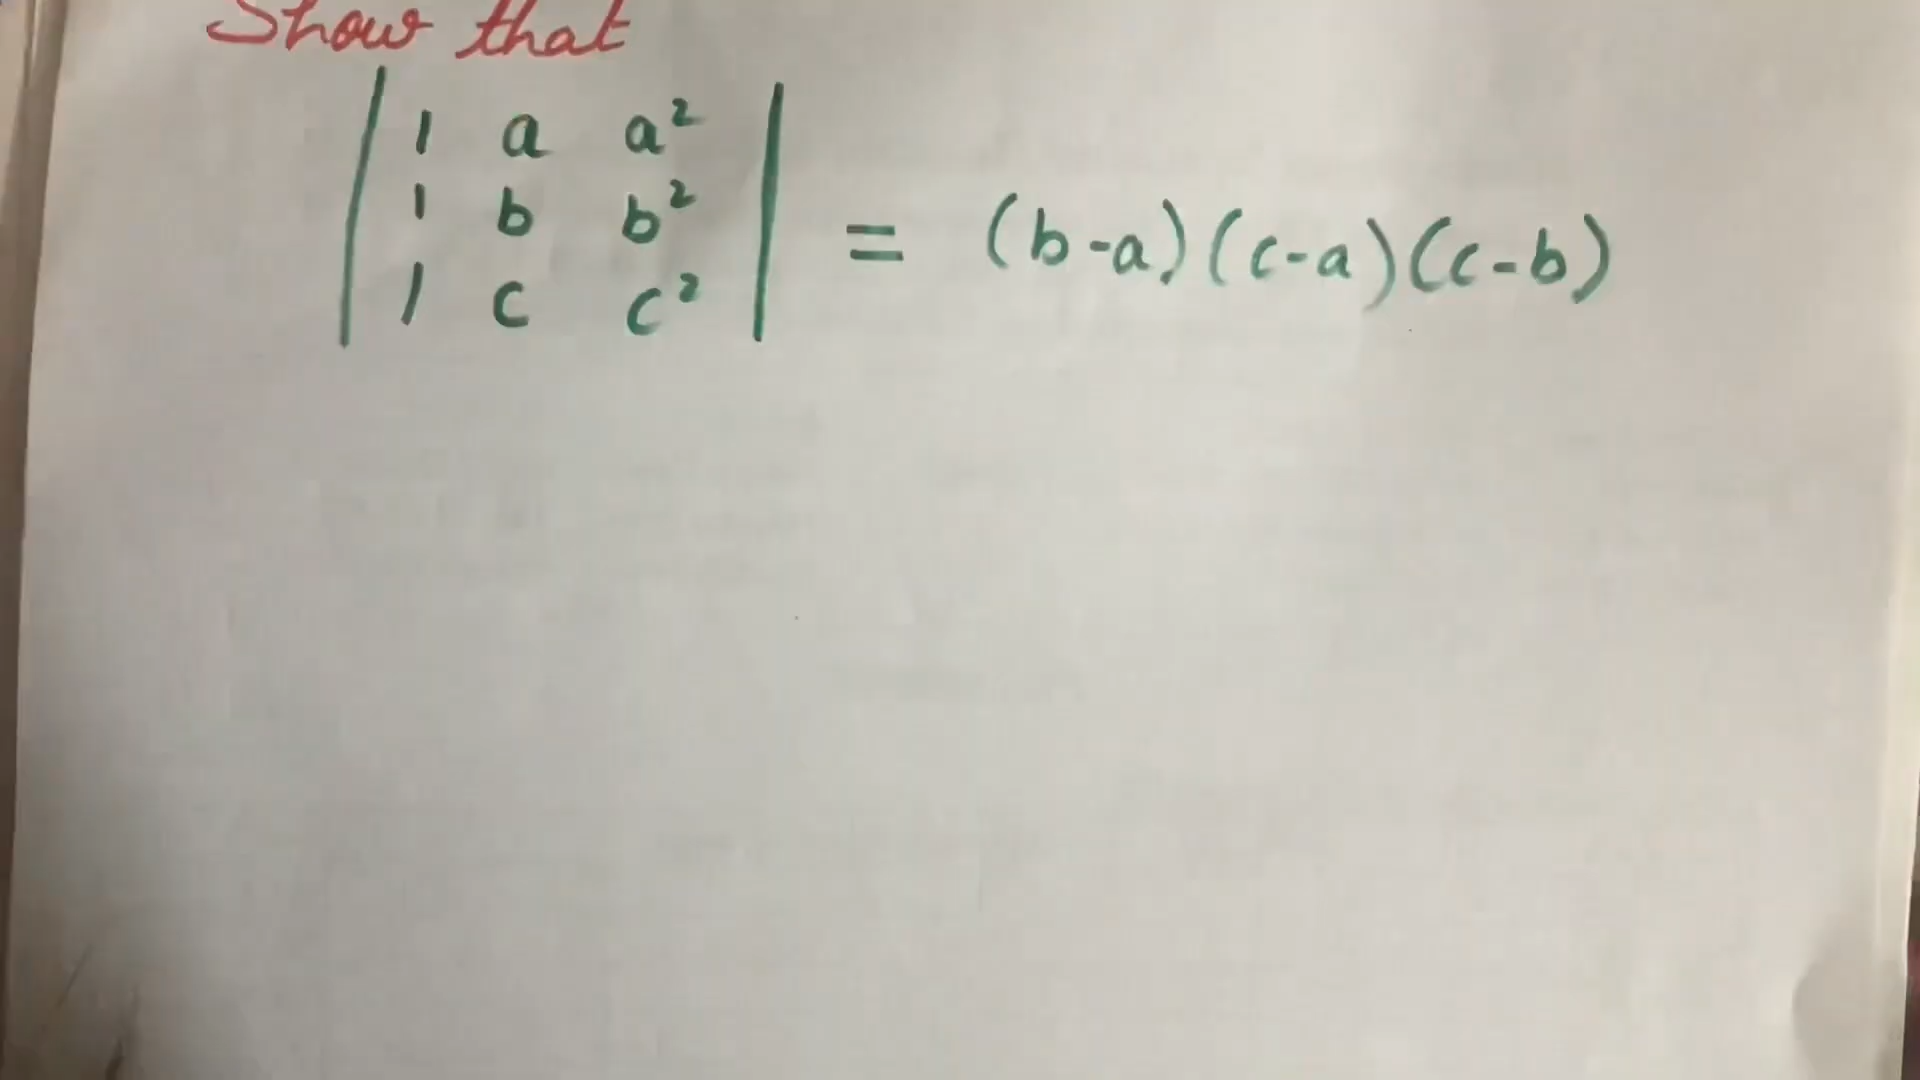 Show that
| 1 a a² |
| 1 b b² | = (b-a)(c-a)(c-b)
| 1 c c² |